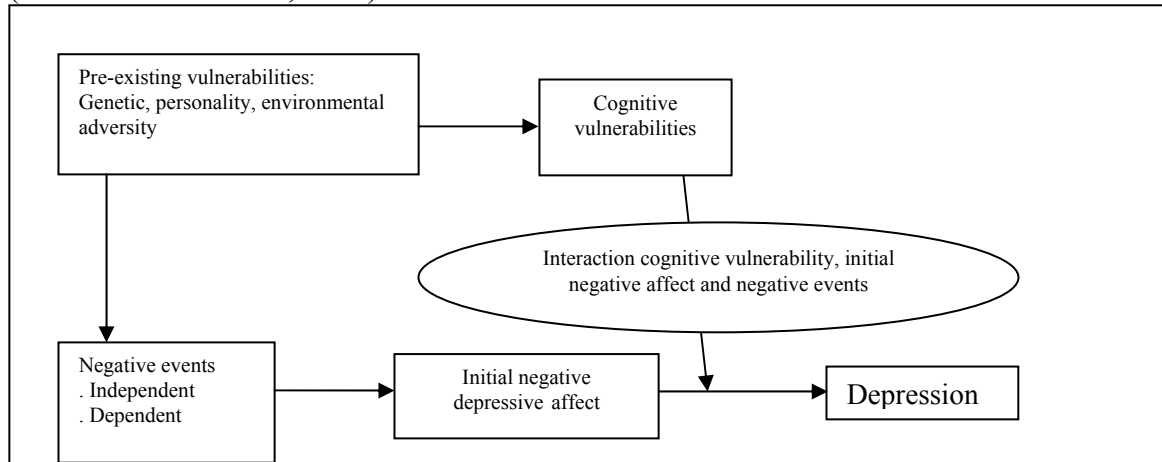 Pre-existing vulnerabilities:
Genetic, personality, environmental
adversity
Cognitive
vulnerabilities
Interaction cognitive vulnerability, initial
negative affect and negative events
Negative events
. Independent
. Dependent
Initial negative
depressive affect
Depression